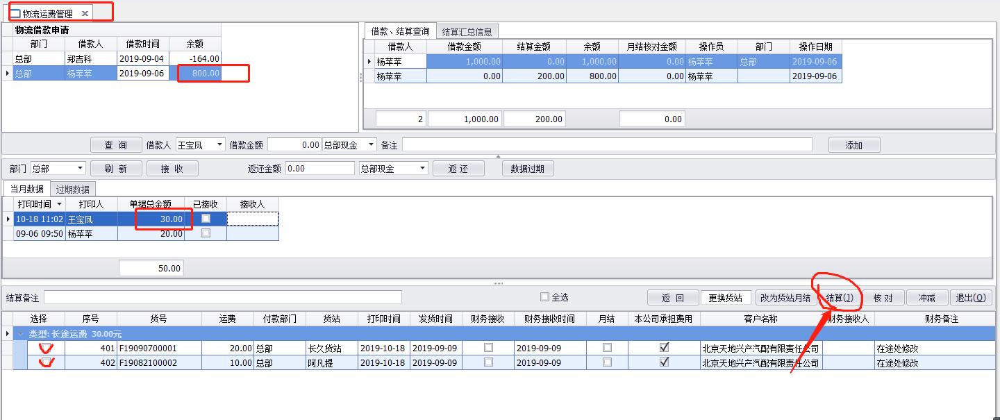 物流运费管理
物流借款申请
部门 借款人 借款时间 余额
总部 郑吉科 2019-09-04 -164.00
总部 杨苹苹 2019-09-06 800.00
借款、结算查询 结算汇总信息
借款人 借款金额 结算金额 余额 月结核对金额 操作员 部门 操作日期
杨苹苹 1,000.00 0.00 1,000.00 0.00 杨苹苹 总部 2019-09-06
杨苹苹 0.00 200.00 800.00 0.00 杨苹苹 2019-09-06
2 1,000.00 200.00 0.00
查 询 借款人 王宝凤 借款金额 0.00 总部现金 备注 添加
部门 总部 刷 新 接 收 返还金额 0.00 总部现金 返 还 数据过期
当月数据 过期数据
打印时间 打印人 单据总金额 已接收 接收人
10-18 11:02 王宝凤 30.00
09-06 09:50 杨苹苹 20.00
50.00
结算备注 全选 返 回 更换货站 改为货站月结 结算(J) 核 对 冲减 退出(Q)
选择 序号 货号 运费 付款部门 货站 打印时间 发货时间 财务接收 财务接收时间 月结 本公司承担费用 客户名称 财务接收人 财务备注
类型: 长途运费 30.00元
401 F19090700001 20.00 总部 长久货站 2019-10-18 2019-09-09 2019-09-09 北京天地兴产汽配有限责任公司 在途处修改
402 F19082100002 10.00 总部 阿凡提 2019-10-18 2019-09-09 2019-09-09 北京天地兴产汽配有限责任公司 在途处修改